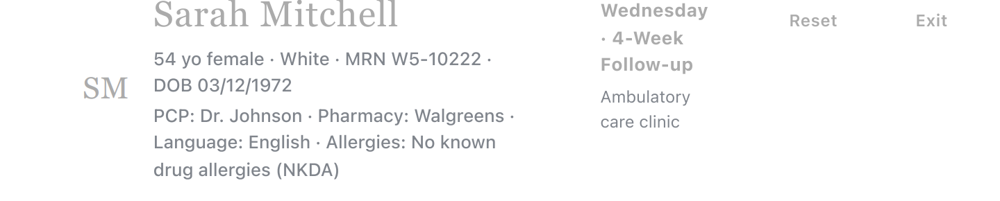 SM
Sarah Mitchell
54 yo female · White · MRN W5-10222 ·
DOB 03/12/1972
PCP: Dr. Johnson · Pharmacy: Walgreens ·
Language: English · Allergies: No known
drug allergies (NKDA)
Wednesday
· 4-Week
Follow-up
Ambulatory
care clinic
Reset
Exit